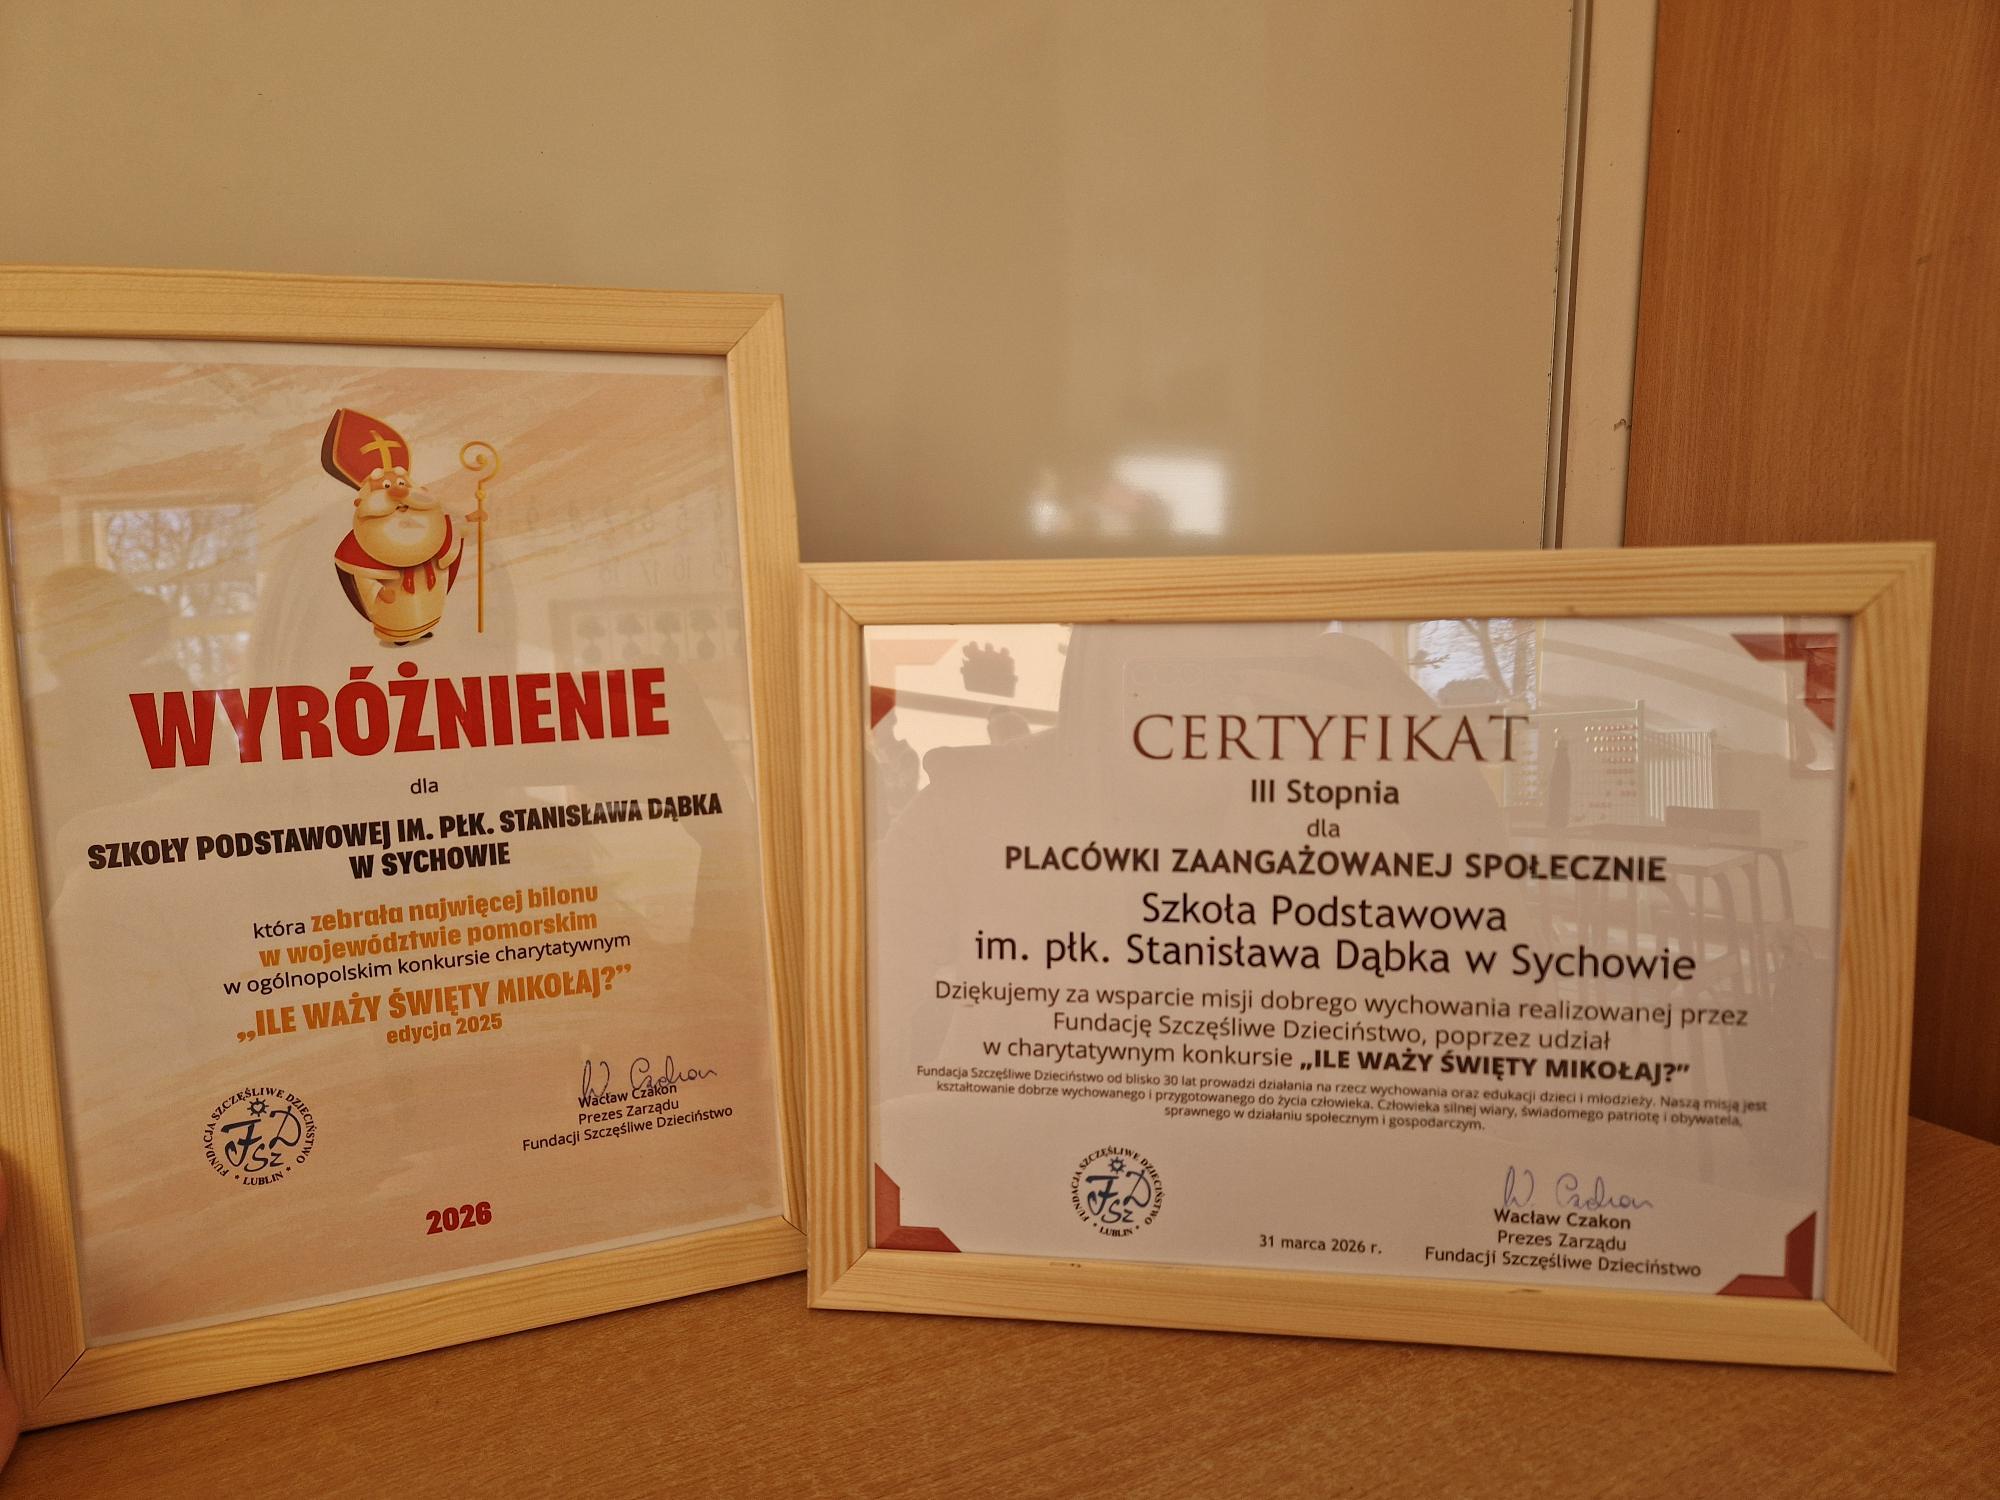 WYRÓŻNIENIE
dla
SZKOŁY PODSTAWOWEJ IM. PŁK. STANISŁAWA DĄBKA
W SYCHOWIE
która zebrała najwięcej bilonu
w województwie pomorskim
w ogólnopolskim konkursie charytatywnym
„ILE WAŻY ŚWIĘTY MIKOŁAJ?”
edycja 2025
W. Czakon
Wacław Czakon
Prezes Zarządu
Fundacji Szczęśliwe Dzieciństwo
FUNDACJA SZCZĘŚLIWE DZIECIŃSTWO
FSzD
* LUBLIN *
2026
CERTYFIKAT
III Stopnia
dla
PLACÓWKI ZAANGAŻOWANEJ SPOŁECZNIE
Szkoła Podstawowa
im. płk. Stanisława Dąbka w Sychowie
Dziękujemy za wsparcie misji dobrego wychowania realizowanej przez
Fundację Szczęśliwe Dzieciństwo, poprzez udział
w charytatywnym konkursie „ILE WAŻY ŚWIĘTY MIKOŁAJ?”
Fundacja Szczęśliwe Dzieciństwo od blisko 30 lat prowadzi działania na rzecz wychowania oraz edukacji dzieci i młodzieży. Naszą misją jest
kształtowanie dobrze wychowanego i przygotowanego do życia człowieka. Człowieka silnej wiary, świadomego patriotę i obywatela,
sprawnego w działaniu społecznym i gospodarczym.
FUNDACJA SZCZĘŚLIWE DZIECIŃSTWO
FSzD
* LUBLIN *
31 marca 2026 r.
W. Czakon
Wacław Czakon
Prezes Zarządu
Fundacji Szczęśliwe Dzieciństwo